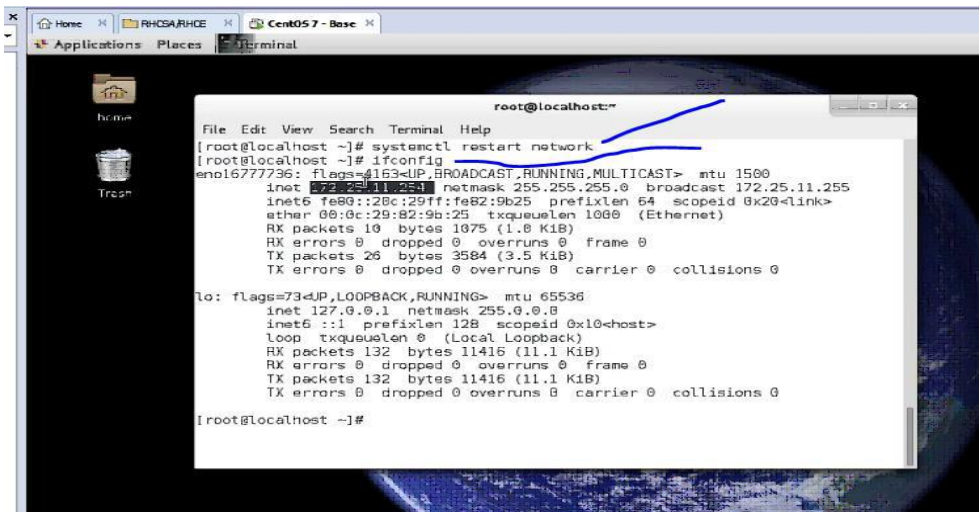 Home RHCSA/RHCE CentOS 7 - Base
Applications Places Terminal
home
Trash
root@localhost:~
File Edit View Search Terminal Help
[root@localhost ~]# systemctl restart network
[root@localhost ~]# ifconfig
eno16777736: flags=4163<UP,BROADCAST,RUNNING,MULTICAST> mtu 1500
inet 172.25.11.254 netmask 255.255.255.0 broadcast 172.25.11.255
inet6 fe80::20c:29ff:fe82:9b25 prefixlen 64 scopeid 0x20<link>
ether 00:0c:29:82:9b:25 txqueuelen 1000 (Ethernet)
RX packets 10 bytes 1075 (1.0 KiB)
RX errors 0 dropped 0 overruns 0 frame 0
TX packets 26 bytes 3584 (3.5 KiB)
TX errors 0 dropped 0 overruns 0 carrier 0 collisions 0
lo: flags=73<UP,LOOPBACK,RUNNING> mtu 65536
inet 127.0.0.1 netmask 255.0.0.0
inet6 ::1 prefixlen 128 scopeid 0x10<host>
loop txqueuelen 0 (Local Loopback)
RX packets 132 bytes 11416 (11.1 KiB)
RX errors 0 dropped 0 overruns 0 frame 0
TX packets 132 bytes 11416 (11.1 KiB)
TX errors 0 dropped 0 overruns 0 carrier 0 collisions 0
[root@localhost ~]#